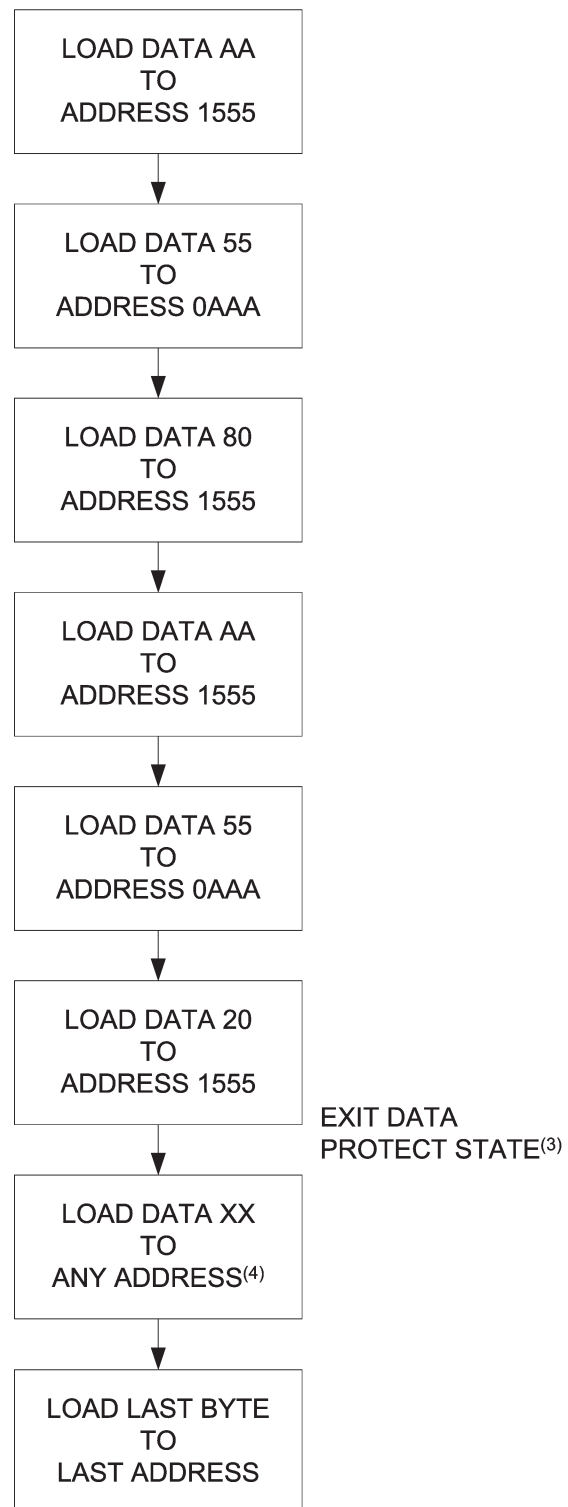 LOAD DATA AA
TO
ADDRESS 1555
LOAD DATA 55
TO
ADDRESS 0AAA
LOAD DATA 80
TO
ADDRESS 1555
LOAD DATA AA
TO
ADDRESS 1555
LOAD DATA 55
TO
ADDRESS 0AAA
LOAD DATA 20
TO
ADDRESS 1555
EXIT DATA
PROTECT STATE(3)
LOAD DATA XX
TO
ANY ADDRESS(4)
LOAD LAST BYTE
TO
LAST ADDRESS